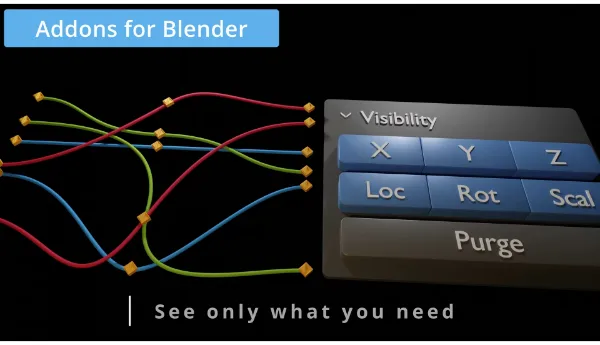 Addons for Blender
Visibility
X Y Z
Loc Rot Scal
Purge
See only what you need